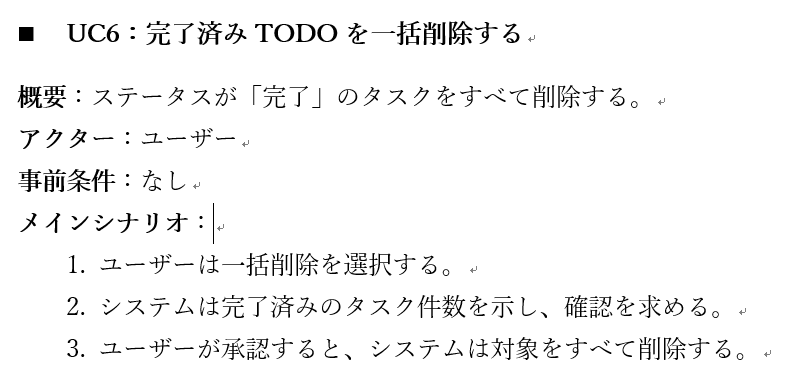 ■ UC6：完了済み TODO を一括削除する
概要：ステータスが「完了」のタスクをすべて削除する。
アクター：ユーザー
事前条件：なし
メインシナリオ：
1. ユーザーは一括削除を選択する。
2. システムは完了済みのタスク件数を示し、確認を求める。
3. ユーザーが承認すると、システムは対象をすべて削除する。